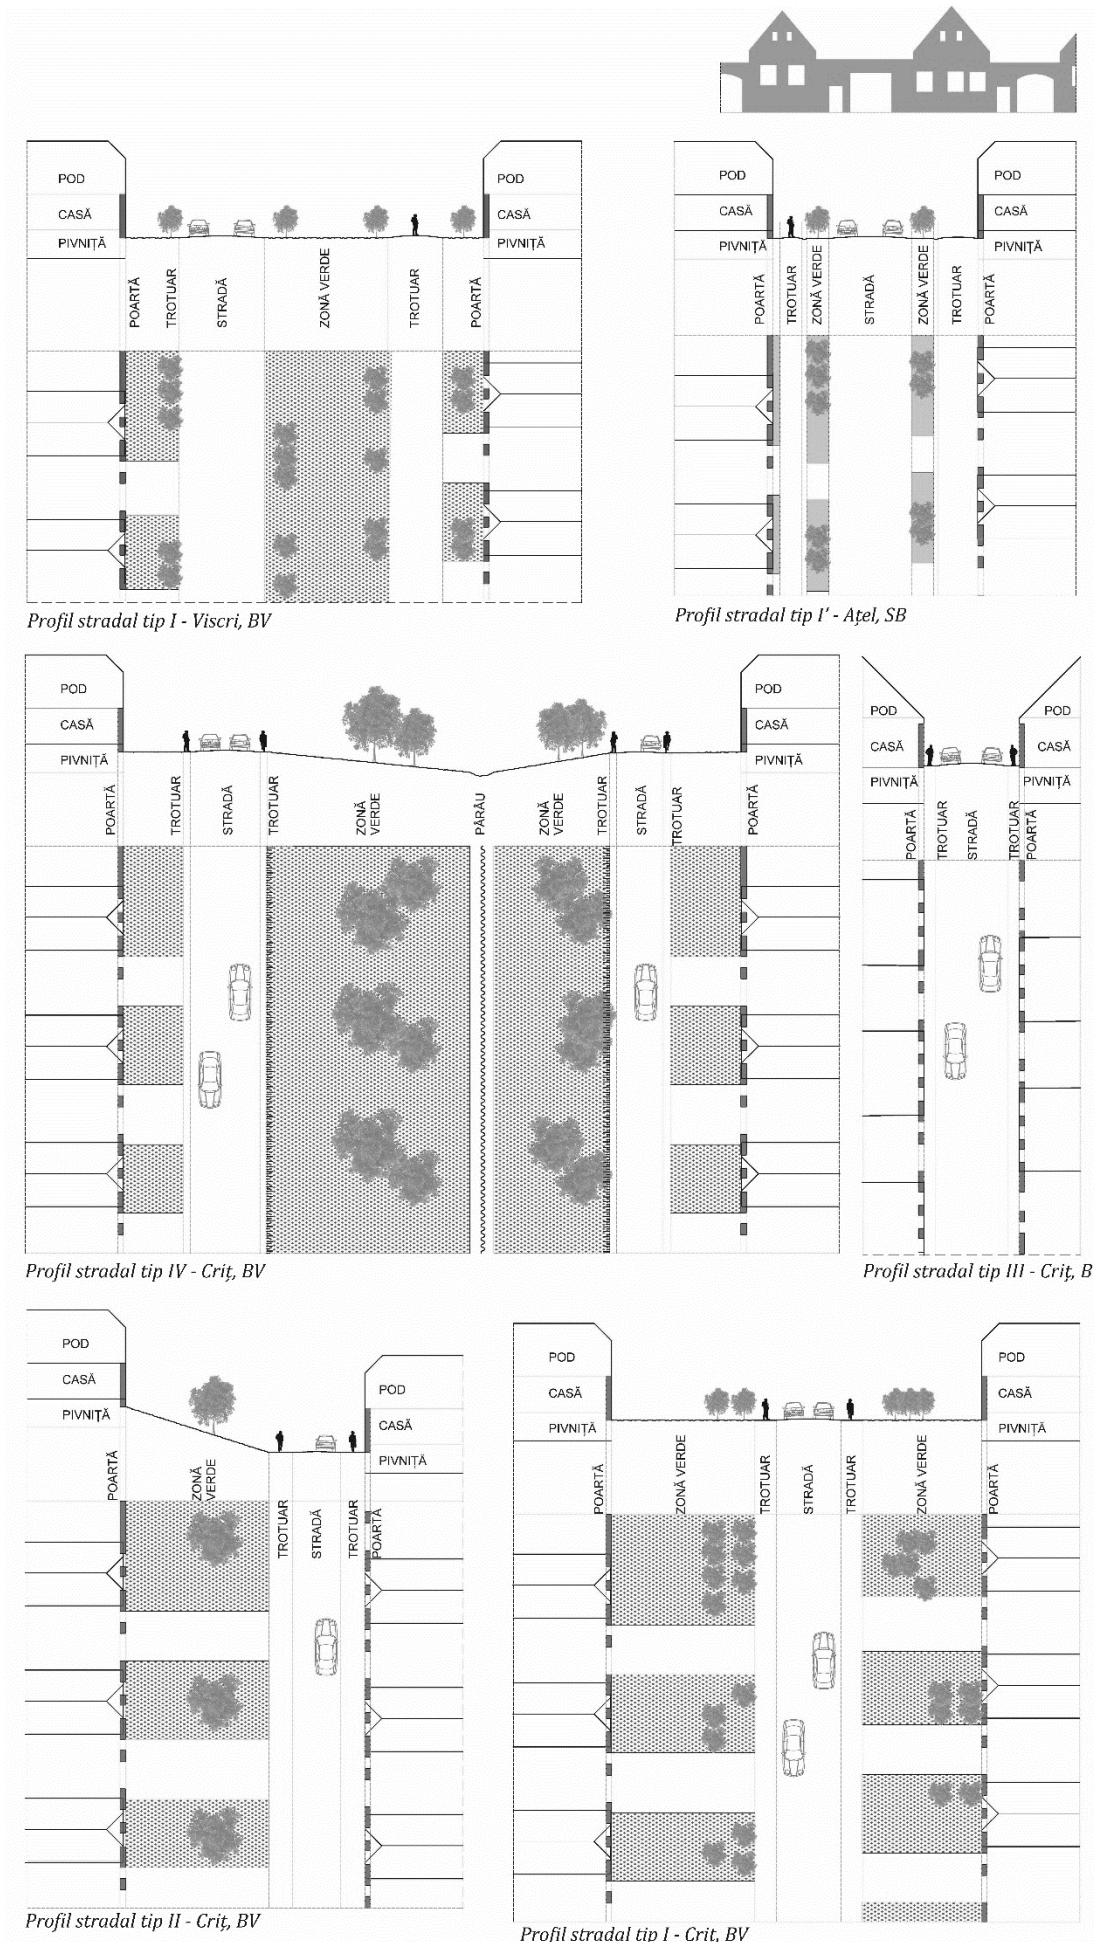 POD
CASĂ
PIVNIȚĂ
POD
CASĂ
PIVNIȚĂ
POARTĂ
TROTUAR
STRADĂ
ZONĂ VERDE
TROTUAR
POARTĂ
Profil stradal tip I - Viscri, BV
POD
CASĂ
PIVNIȚĂ
POD
CASĂ
PIVNIȚĂ
POARTĂ
TROTUAR
ZONĂ VERDE
STRADĂ
ZONĂ VERDE
TROTUAR
POARTĂ
Profil stradal tip I' - Ațel, SB
POD
CASĂ
PIVNIȚĂ
POD
CASĂ
PIVNIȚĂ
POARTĂ
TROTUAR
STRADĂ
TROTUAR
ZONĂ
VERDE
PÂRÂU
ZONĂ
VERDE
TROTUAR
STRADĂ
TROTUAR
POARTĂ
Profil stradal tip IV - Criț, BV
POD
CASĂ
PIVNIȚĂ
POD
CASĂ
PIVNIȚĂ
POARTĂ
TROTUAR
STRADĂ
TROTUAR
POARTĂ
Profil stradal tip III - Criț, B
POD
CASĂ
PIVNIȚĂ
POD
CASĂ
PIVNIȚĂ
POARTĂ
ZONĂ
VERDE
TROTUAR
STRADĂ
TROTUAR
POARTĂ
Profil stradal tip II - Criț, BV
POD
CASĂ
PIVNIȚĂ
POD
CASĂ
PIVNIȚĂ
POARTĂ
ZONĂ VERDE
TROTUAR
STRADĂ
TROTUAR
ZONĂ VERDE
POARTĂ
Profil stradal tip I - Criț, BV